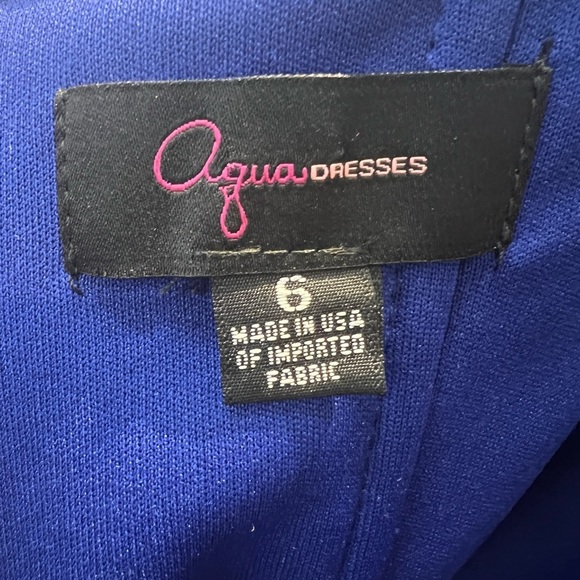 aqua DRESSES
6
MADE IN USA
OF IMPORTED
FABRIC